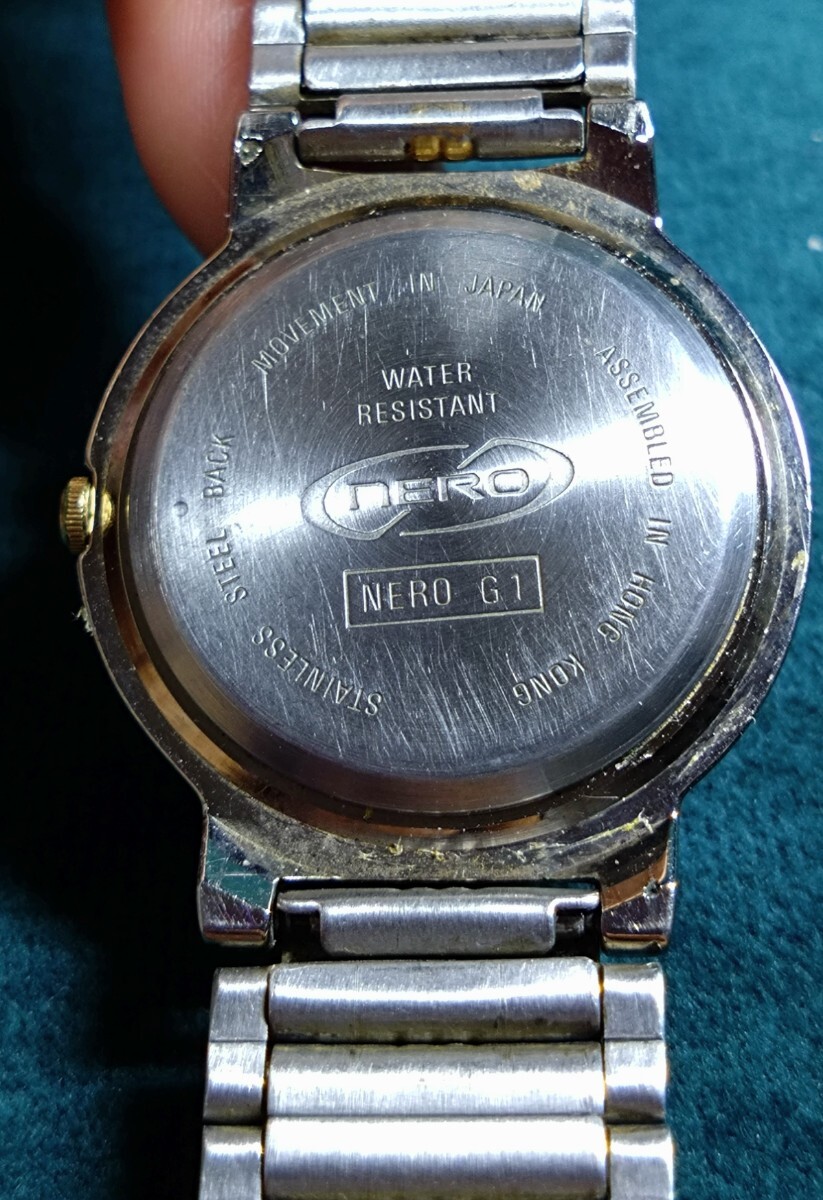 MOVEMENT IN JAPAN
ASSEMBLED IN HONG KONG
STAINLESS STEEL BACK
WATER
RESISTANT
NERO
NERO G1